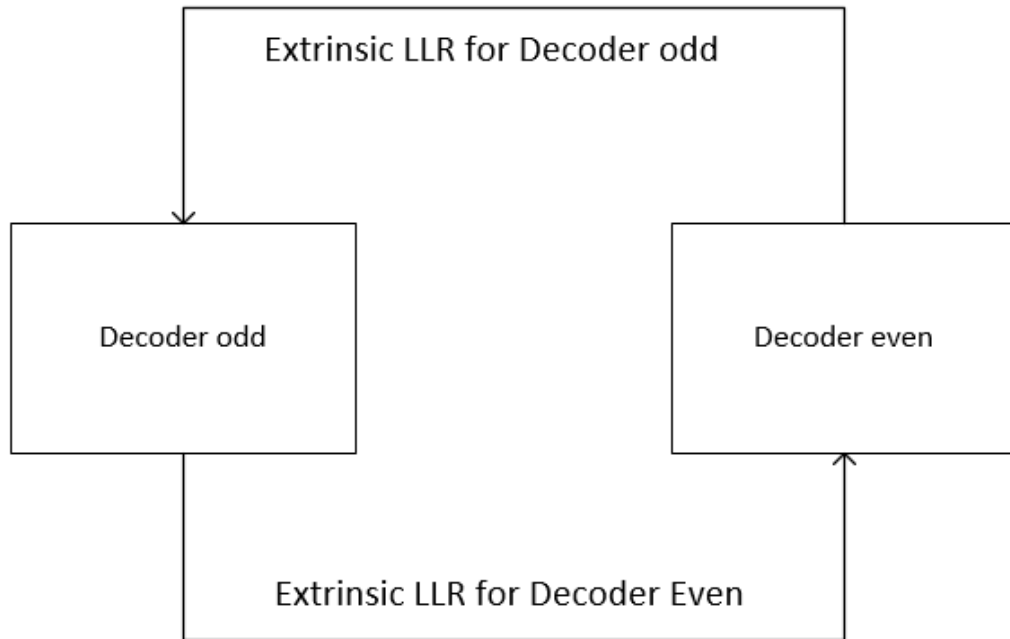 Extrinsic LLR for Decoder odd
Decoder odd
Decoder even
Extrinsic LLR for Decoder Even